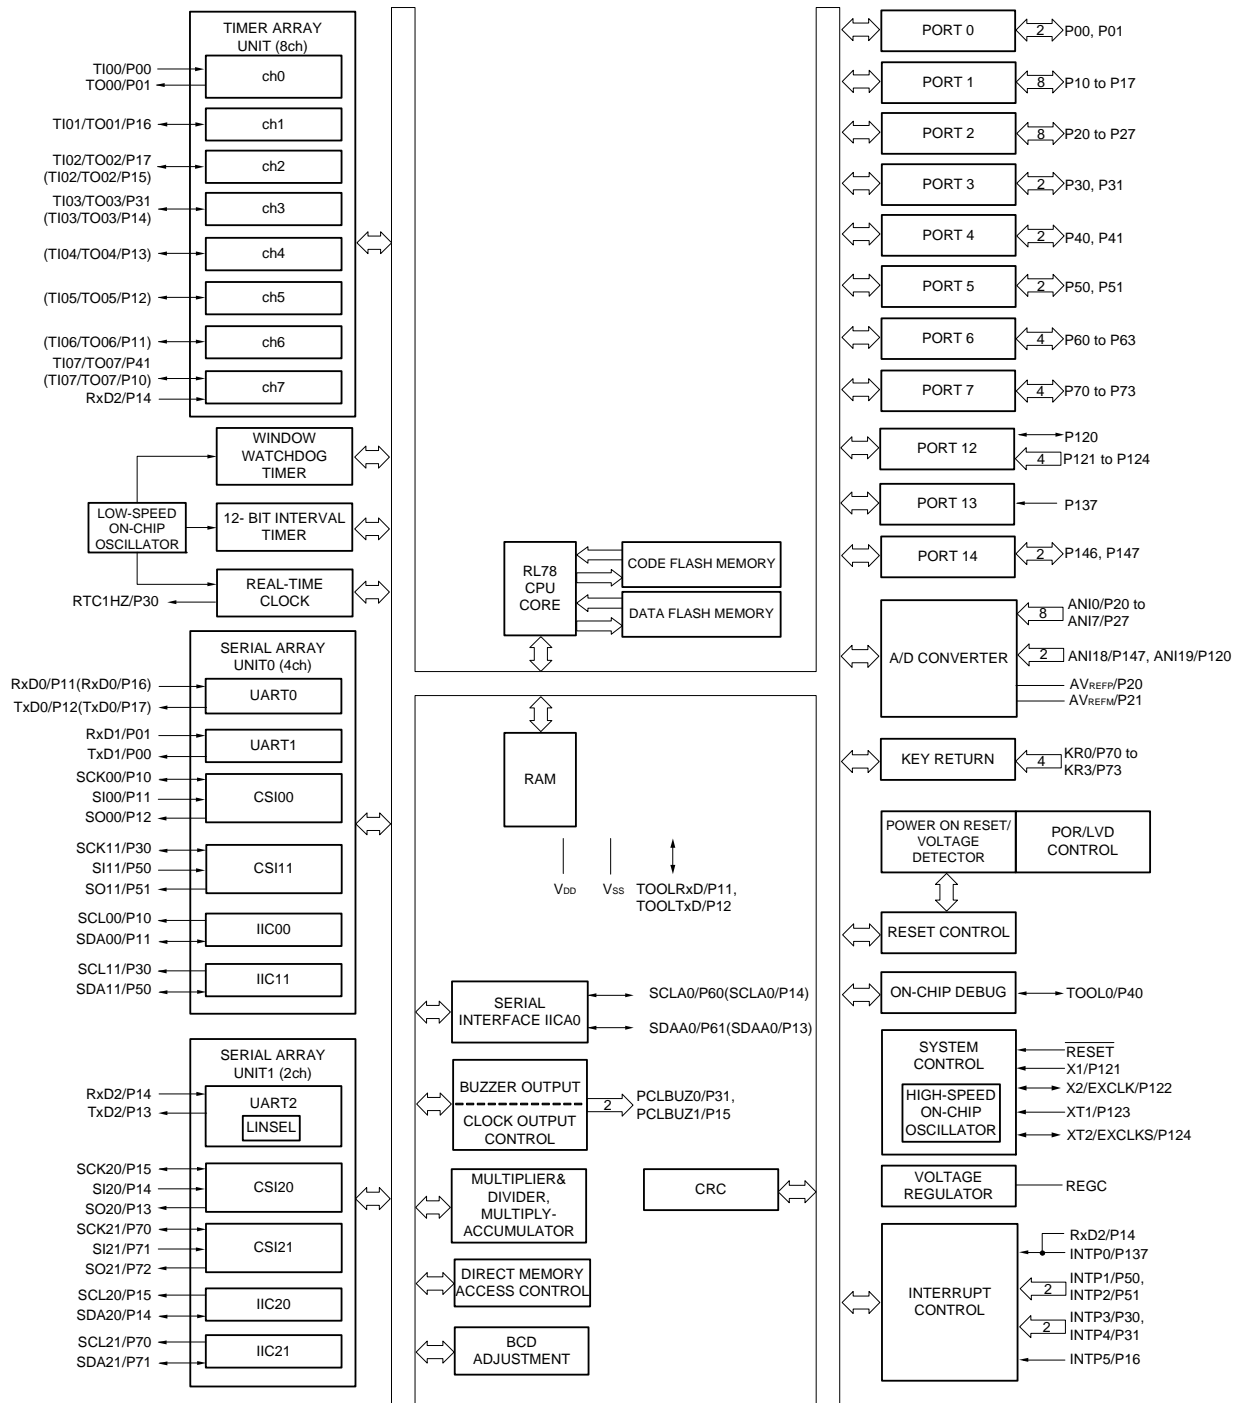 TIMER ARRAY
UNIT (8ch)
TI00/P00
TO00/P01
ch0
TI01/TO01/P16
ch1
TI02/TO02/P17
(TI02/TO02/P15)
ch2
TI03/TO03/P31
(TI03/TO03/P14)
ch3
(TI04/TO04/P13)
ch4
(TI05/TO05/P12)
ch5
(TI06/TO06/P11)
ch6
TI07/TO07/P41
(TI07/TO07/P10)
RxD2/P14
ch7
WINDOW
WATCHDOG
TIMER
LOW-SPEED
ON-CHIP
OSCILLATOR
12- BIT INTERVAL
TIMER
REAL-TIME
CLOCK
RTC1HZ/P30
SERIAL ARRAY
UNIT0 (4ch)
RxD0/P11(RxD0/P16)
TxD0/P12(TxD0/P17)
UART0
RxD1/P01
TxD1/P00
UART1
SCK00/P10
SI00/P11
SO00/P12
CSI00
SCK11/P30
SI11/P50
SO11/P51
CSI11
SCL00/P10
SDA00/P11
IIC00
SCL11/P30
SDA11/P50
IIC11
SERIAL ARRAY
UNIT1 (2ch)
RxD2/P14
TxD2/P13
UART2
LINSEL
SCK20/P15
SI20/P14
SO20/P13
CSI20
SCK21/P70
SI21/P71
SO21/P72
CSI21
SCL20/P15
SDA20/P14
IIC20
SCL21/P70
SDA21/P71
IIC21
RL78
CPU
CORE
CODE FLASH MEMORY
DATA FLASH MEMORY
RAM
VDD
VSS
TOOLRxD/P11,
TOOLTxD/P12
SERIAL
INTERFACE IICA0
SCLA0/P60(SCLA0/P14)
SDAA0/P61(SDAA0/P13)
BUZZER OUTPUT
CLOCK OUTPUT
CONTROL
2
PCLBUZ0/P31,
PCLBUZ1/P15
MULTIPLIER&
DIVIDER,
MULTIPLY-
ACCUMULATOR
CRC
DIRECT MEMORY
ACCESS CONTROL
BCD
ADJUSTMENT
PORT 0
2
P00, P01
PORT 1
8
P10 to P17
PORT 2
8
P20 to P27
PORT 3
2
P30, P31
PORT 4
2
P40, P41
PORT 5
2
P50, P51
PORT 6
4
P60 to P63
PORT 7
4
P70 to P73
PORT 12
P120
4
P121 to P124
PORT 13
P137
PORT 14
2
P146, P147
A/D CONVERTER
8
ANI0/P20 to
ANI7/P27
2
ANI18/P147, ANI19/P120
AVREFP/P20
AVREFM/P21
KEY RETURN
4
KR0/P70 to
KR3/P73
POWER ON RESET/
VOLTAGE
DETECTOR
POR/LVD
CONTROL
RESET CONTROL
ON-CHIP DEBUG
TOOL0/P40
SYSTEM
CONTROL
HIGH-SPEED
ON-CHIP
OSCILLATOR
RESET
X1/P121
X2/EXCLK/P122
XT1/P123
XT2/EXCLKS/P124
VOLTAGE
REGULATOR
REGC
INTERRUPT
CONTROL
RxD2/P14
INTP0/P137
2
INTP1/P50,
INTP2/P51
2
INTP3/P30,
INTP4/P31
INTP5/P16